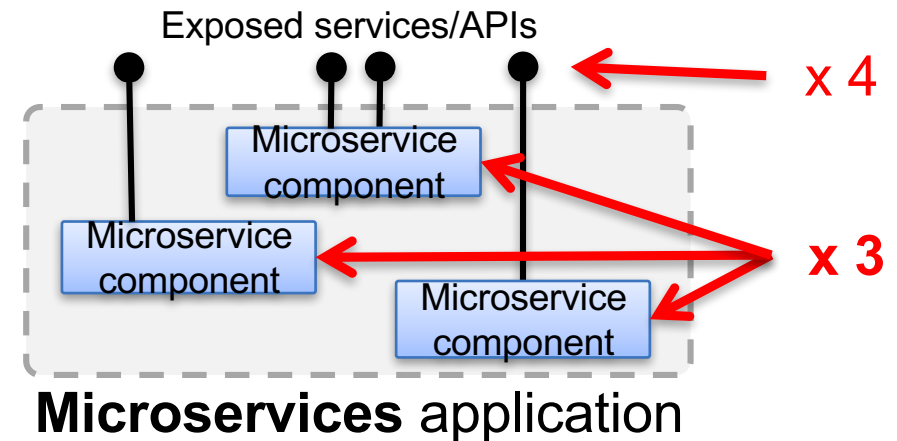 Exposed services/APIs
x 4
Microservice
component
Microservice
component
x 3
Microservice
component
Microservices application